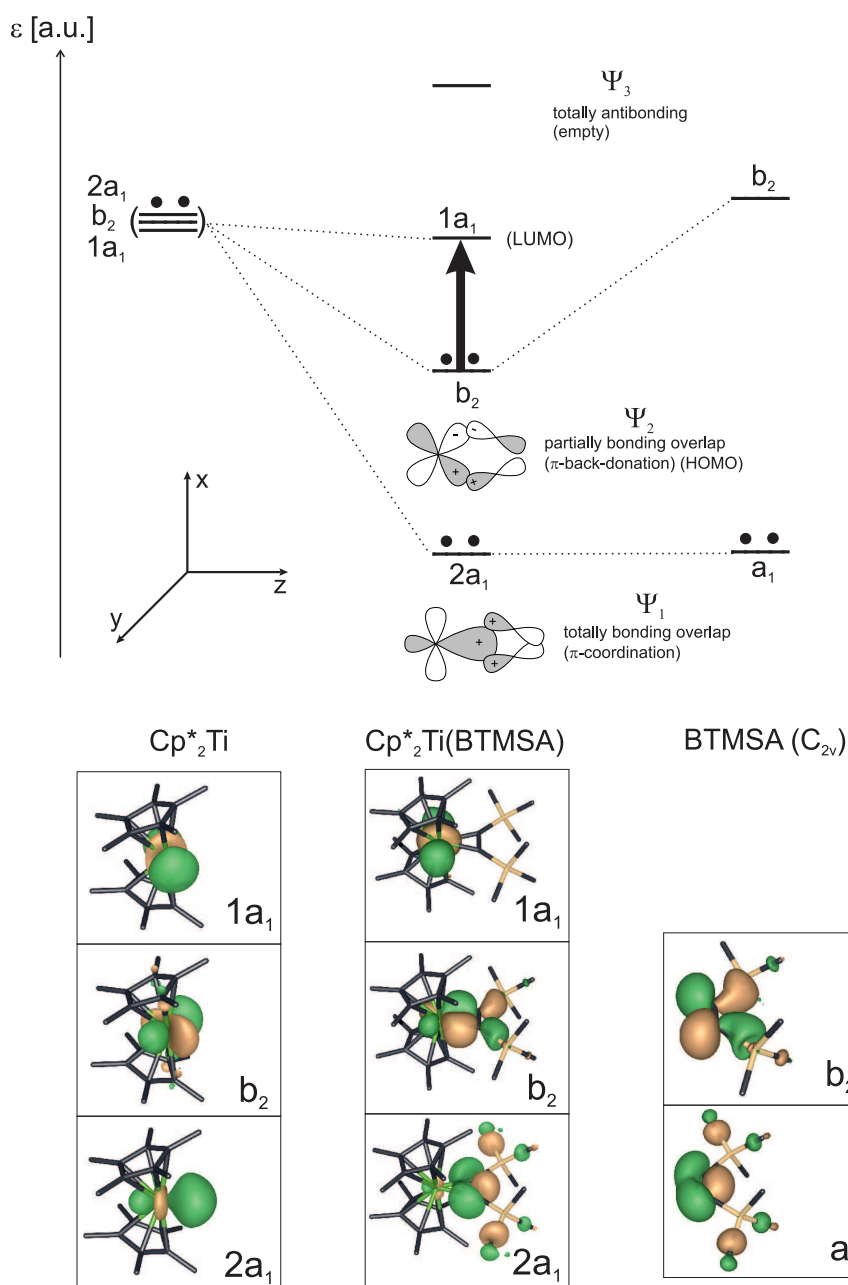 ε [a.u.]
Ψ₃
totally antibonding
(empty)
2a₁
b₂
1a₁
( )
1a₁
(LUMO)
b₂
b₂
Ψ₂
- -
+ +
partially bonding overlap
(π-back-donation) (HOMO)
x
z
y
2a₁
a₁
Ψ₁
+
+
+
totally bonding overlap
(π-coordination)
Cp*₂Ti
Cp*₂Ti(BTMSA)
BTMSA (C₂ᵥ)
1a₁
1a₁
b₂
b₂
b₂
2a₁
2a₁
a